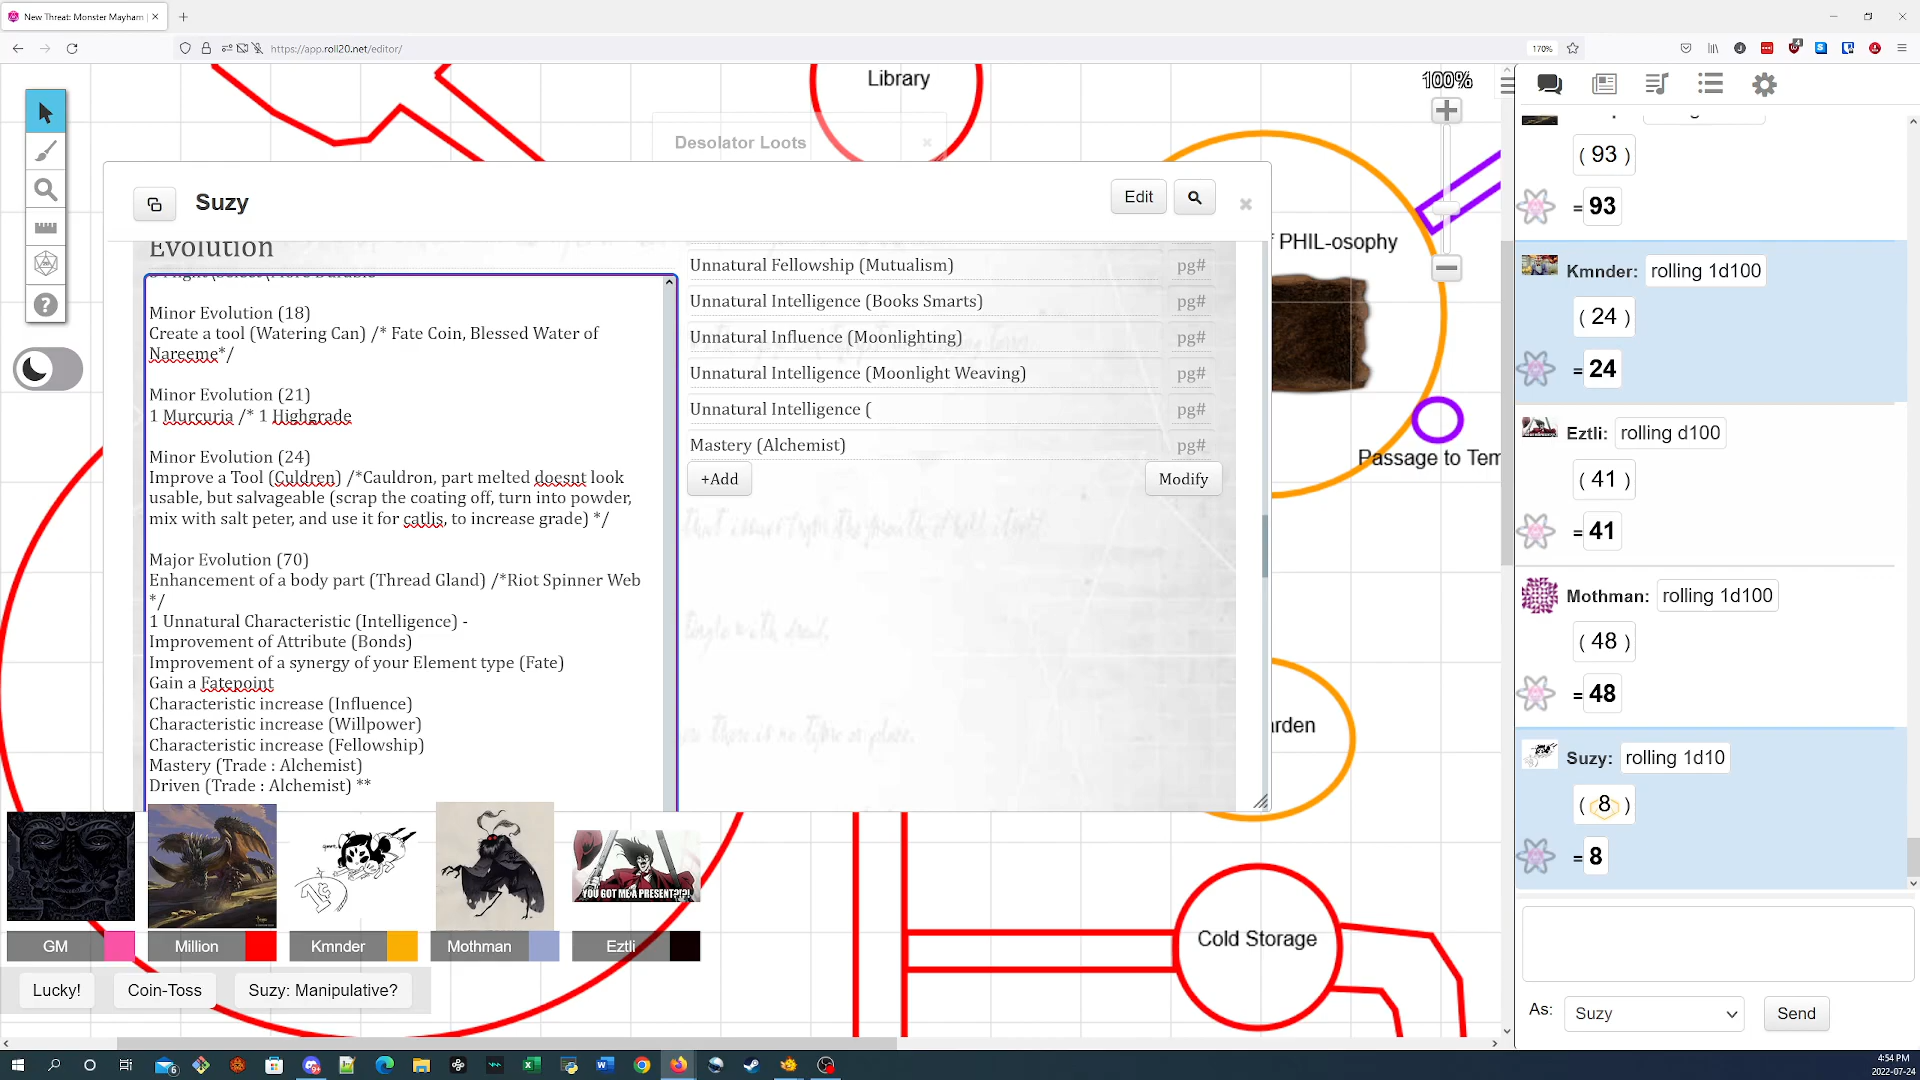 New Threat: Monster Mayham
https://app.roll20.net/editor/
170%
4
Library
100%
Desolator Loots
Suzy
Edit
PHIL-osophy
Passage to Tem
arden
Cold Storage
Evolution
Minor Evolution (18)
Create a tool (Watering Can) /* Fate Coin, Blessed Water of
Nareeme*/
Minor Evolution (21)
1 Murcuria /* 1 Highgrade
Minor Evolution (24)
Improve a Tool (Culdren) /*Cauldron, part melted doesnt look
usable, but salvageable (scrap the coating off, turn into powder,
mix with salt peter, and use it for catlis, to increase grade) */
Major Evolution (70)
Enhancement of a body part (Thread Gland) /*Riot Spinner Web
*/
1 Unnatural Characteristic (Intelligence) -
Improvement of Attribute (Bonds)
Improvement of a synergy of your Element type (Fate)
Gain a Fatepoint
Characteristic increase (Influence)
Characteristic increase (Willpower)
Characteristic increase (Fellowship)
Mastery (Trade : Alchemist)
Driven (Trade : Alchemist) **
Unnatural Fellowship (Mutualism) pg#
Unnatural Intelligence (Books Smarts) pg#
Unnatural Influence (Moonlighting) pg#
Unnatural Intelligence (Moonlight Weaving) pg#
Unnatural Intelligence ( pg#
Mastery (Alchemist) pg#
+Add
Modify
YOU GOT ME A PRESENT?!?!
GM
Million
Kmnder
Mothman
Eztli
Lucky!
Coin-Toss
Suzy: Manipulative?
( 93 )
= 93
Kmnder: rolling 1d100
( 24 )
= 24
Eztli: rolling d100
( 41 )
= 41
Mothman: rolling 1d100
( 48 )
= 48
Suzy: rolling 1d10
( 8 )
= 8
As:
Suzy
Send
4:54 PM
2022-07-24